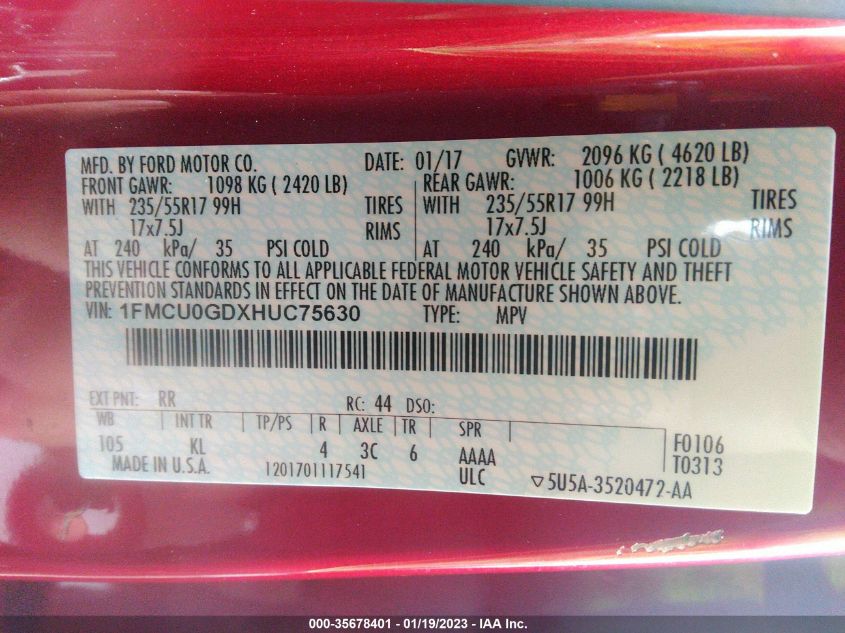 MFD. BY FORD MOTOR CO. DATE: 01/17 GVWR: 2096 KG ( 4620 LB)
FRONT GAWR: 1098 KG ( 2420 LB) REAR GAWR: 1006 KG ( 2218 LB)
WITH 235/55R17 99H TIRES WITH 235/55R17 99H TIRES
17x7.5J RIMS 17x7.5J RIMS
AT 240 kPa/ 35 PSI COLD AT 240 kPa/ 35 PSI COLD
THIS VEHICLE CONFORMS TO ALL APPLICABLE FEDERAL MOTOR VEHICLE SAFETY AND THEFT
PREVENTION STANDARDS IN EFFECT ON THE DATE OF MANUFACTURE SHOWN ABOVE.
VIN: 1FMCU0GDXHUC75630 TYPE: MPV
EXT PNT: RR RC: 44 DSO:
WB INT TR TP/PS R AXLE TR SPR
105 KL 4 3C 6 AAAA F0106
MADE IN U.S.A. 1201701117541 ULC T0313
▽5U5A-3520472-AA
000-35678401 - 01/19/2023 - IAA Inc.